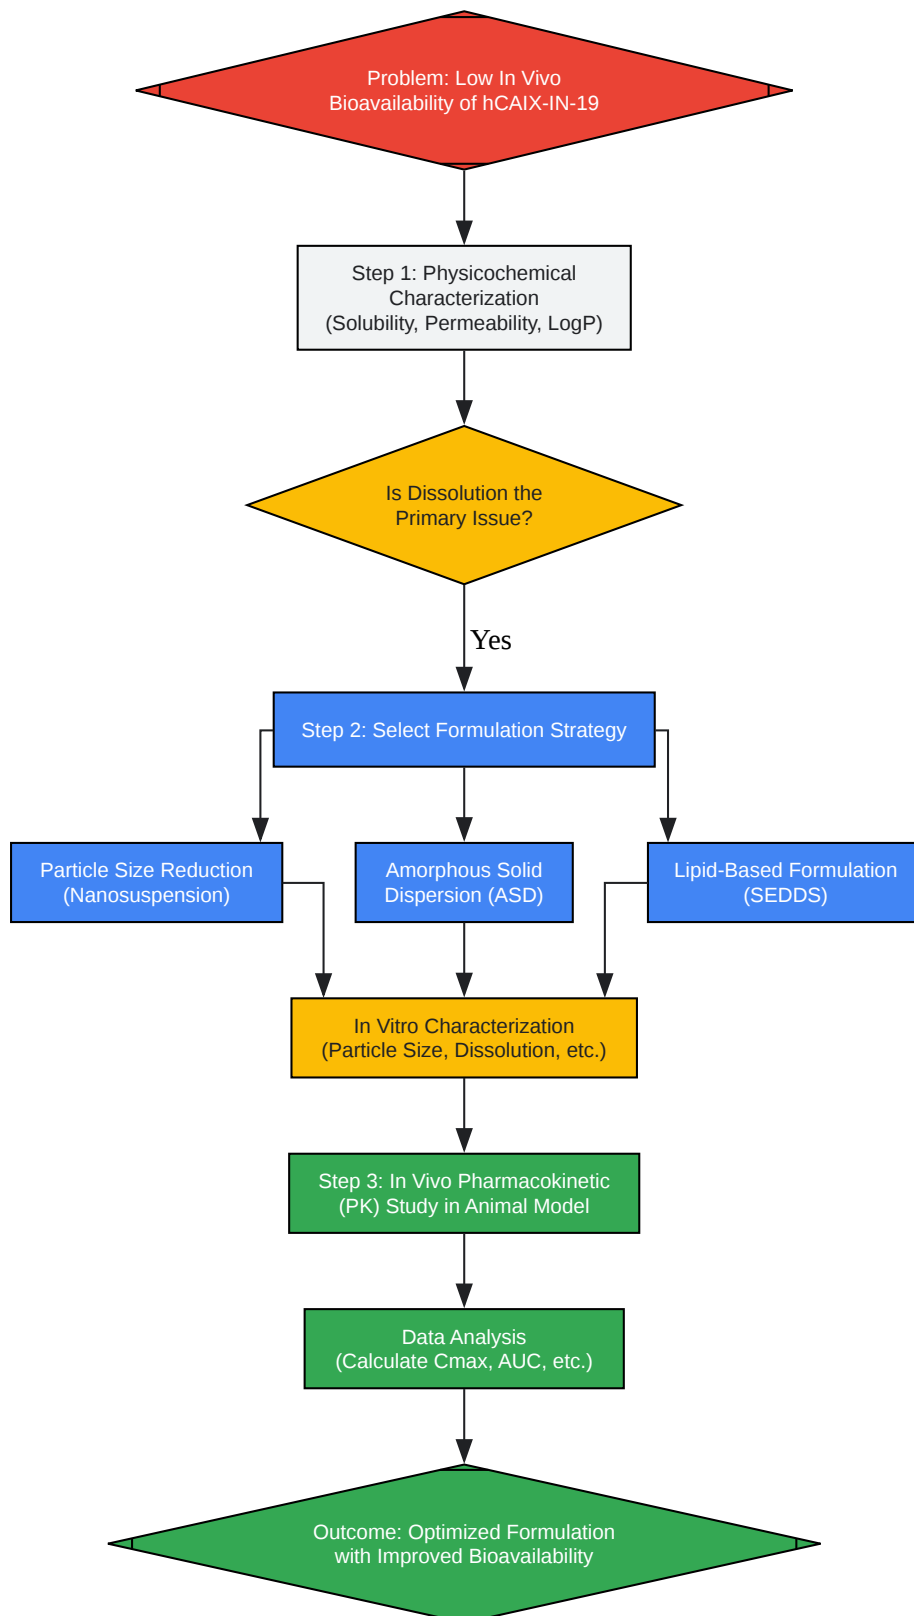 Problem: Low In Vivo
Bioavailability of hCAIX-IN-19
Step 1: Physicochemical
Characterization
(Solubility, Permeability, LogP)
Is Dissolution the
Primary Issue?
Yes
Step 2: Select Formulation Strategy
Particle Size Reduction
(Nanosuspension)
Amorphous Solid
Dispersion (ASD)
Lipid-Based Formulation
(SEDDS)
In Vitro Characterization
(Particle Size, Dissolution, etc.)
Step 3: In Vivo Pharmacokinetic
(PK) Study in Animal Model
Data Analysis
(Calculate Cmax, AUC, etc.)
Outcome: Optimized Formulation
with Improved Bioavailability